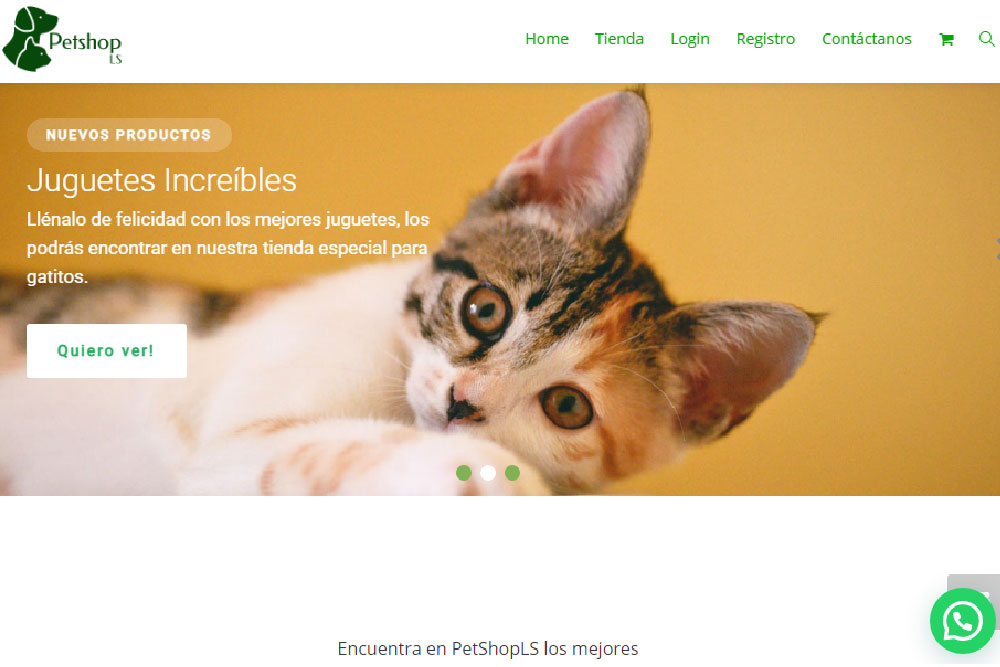 Petshop
LS
Home Tienda Login Registro Contáctanos
NUEVOS PRODUCTOS
Juguetes Increíbles
Llénalo de felicidad con los mejores juguetes, los
podrás encontrar en nuestra tienda especial para
gatitos.
Quiero ver!
Encuentra en PetShopLS los mejores